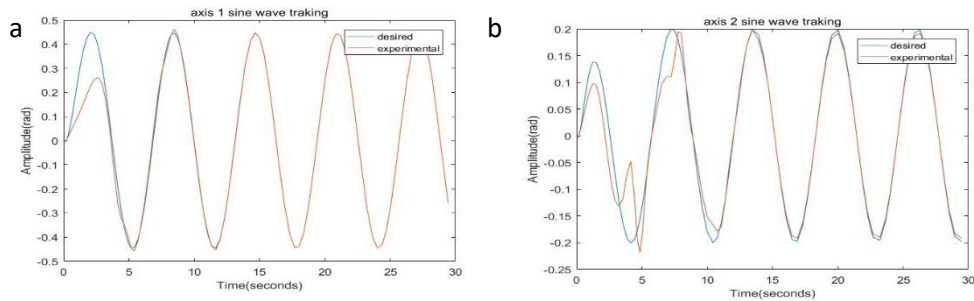 a
axis 1 sine wave traking
desired
experimental
0.5
0.4
0.3
0.2
0.1
0
-0.1
-0.2
-0.3
-0.4
-0.5
Amplitude(rad)
0 5 10 15 20 25 30
Time(seconds)
b
axis 2 sine wave traking
desired
experimental
0.2
0.15
0.1
0.05
0
-0.05
-0.1
-0.15
-0.2
-0.25
Amplitude(rad)
0 5 10 15 20 25 30
Time(seconds)